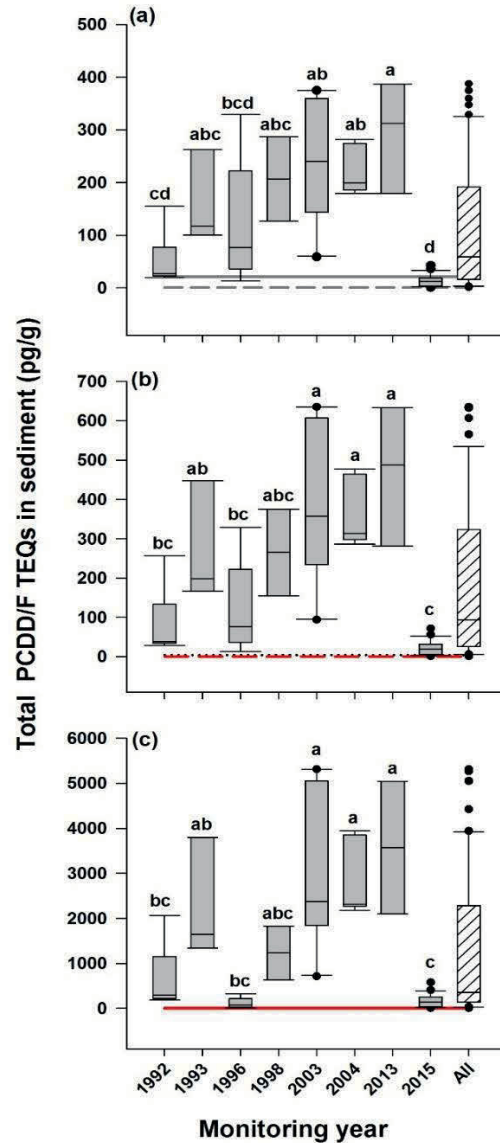 Total PCDD/F TEQs in sediment (pg/g)
(a)
500
400
300
200
100
0
cd
abc
bcd
abc
ab
ab
a
d
(b)
700
600
500
400
300
200
100
0
bc
ab
bc
abc
a
a
a
c
(c)
6000
5000
4000
3000
2000
1000
0
bc
ab
bc
abc
a
a
a
c
1992
1993
1996
1998
2003
2004
2013
2015
All
Monitoring year